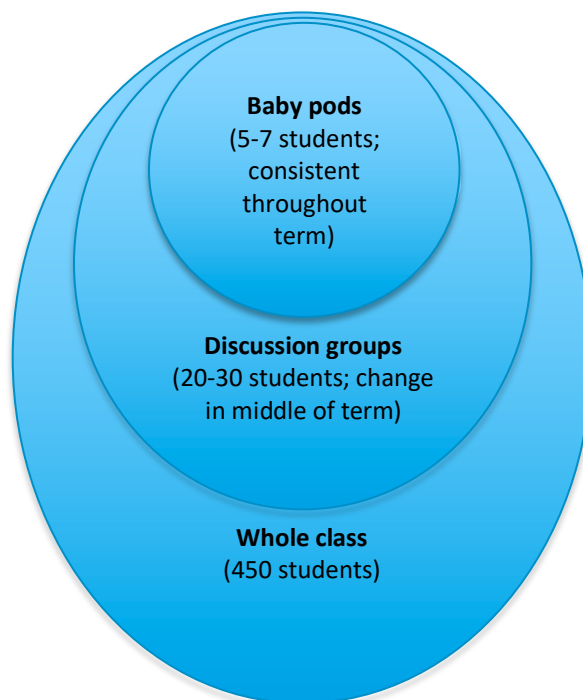 Baby pods
(5-7 students;
consistent
throughout
term)
Discussion groups
(20-30 students; change
in middle of term)
Whole class
(450 students)